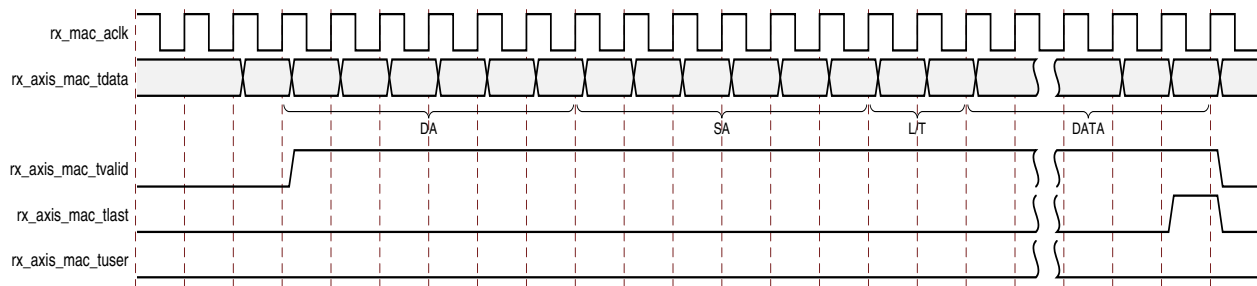 rx_mac_aclk
rx_axis_mac_tdata
DA SA L/T DATA
rx_axis_mac_tvalid
rx_axis_mac_tlast
rx_axis_mac_tuser